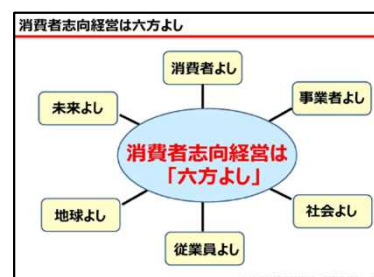 消費者志向経営は六方よし
消費者よし
事業者よし
未来よし
消費者志向経営は
「六方よし」
地球よし
社会よし
従業員よし